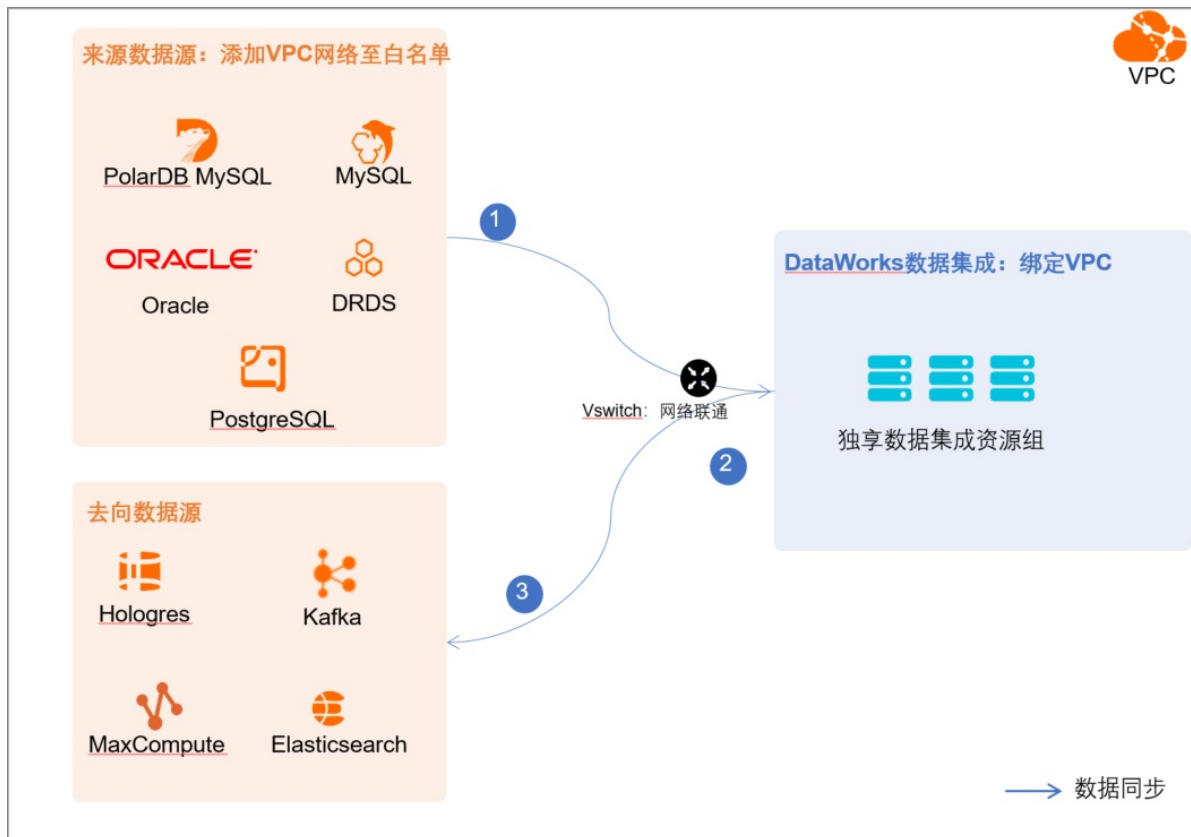 来源数据源：添加VPC网络至白名单
VPC
PolarDB MySQL
MySQL
ORACLE
Oracle
DRDS
PostgreSQL
1
DataWorks数据集成：绑定VPC
独享数据集成资源组
Vswitch：网络联通
2
去向数据源
Hologres
Kafka
3
MaxCompute
Elasticsearch
数据同步